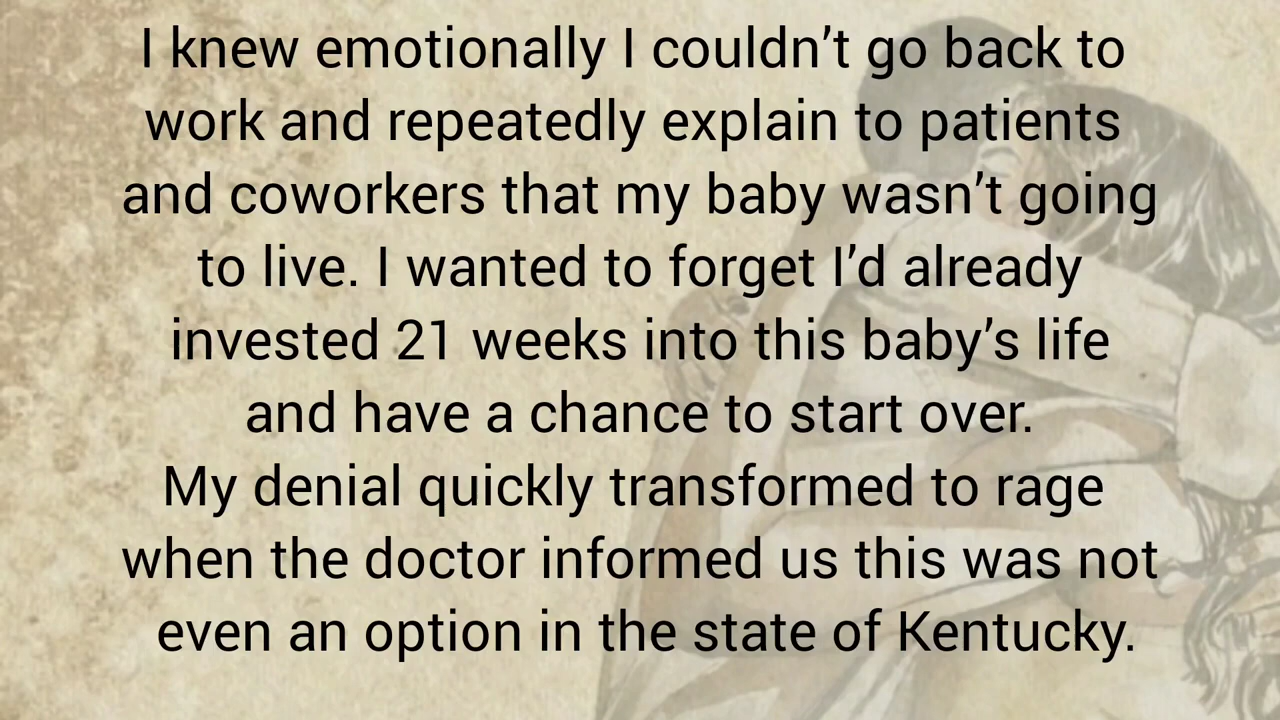 I knew emotionally I couldn’t go back to
work and repeatedly explain to patients
and coworkers that my baby wasn’t going
to live. I wanted to forget I’d already
invested 21 weeks into this baby’s life
and have a chance to start over.
My denial quickly transformed to rage
when the doctor informed us this was not
even an option in the state of Kentucky.